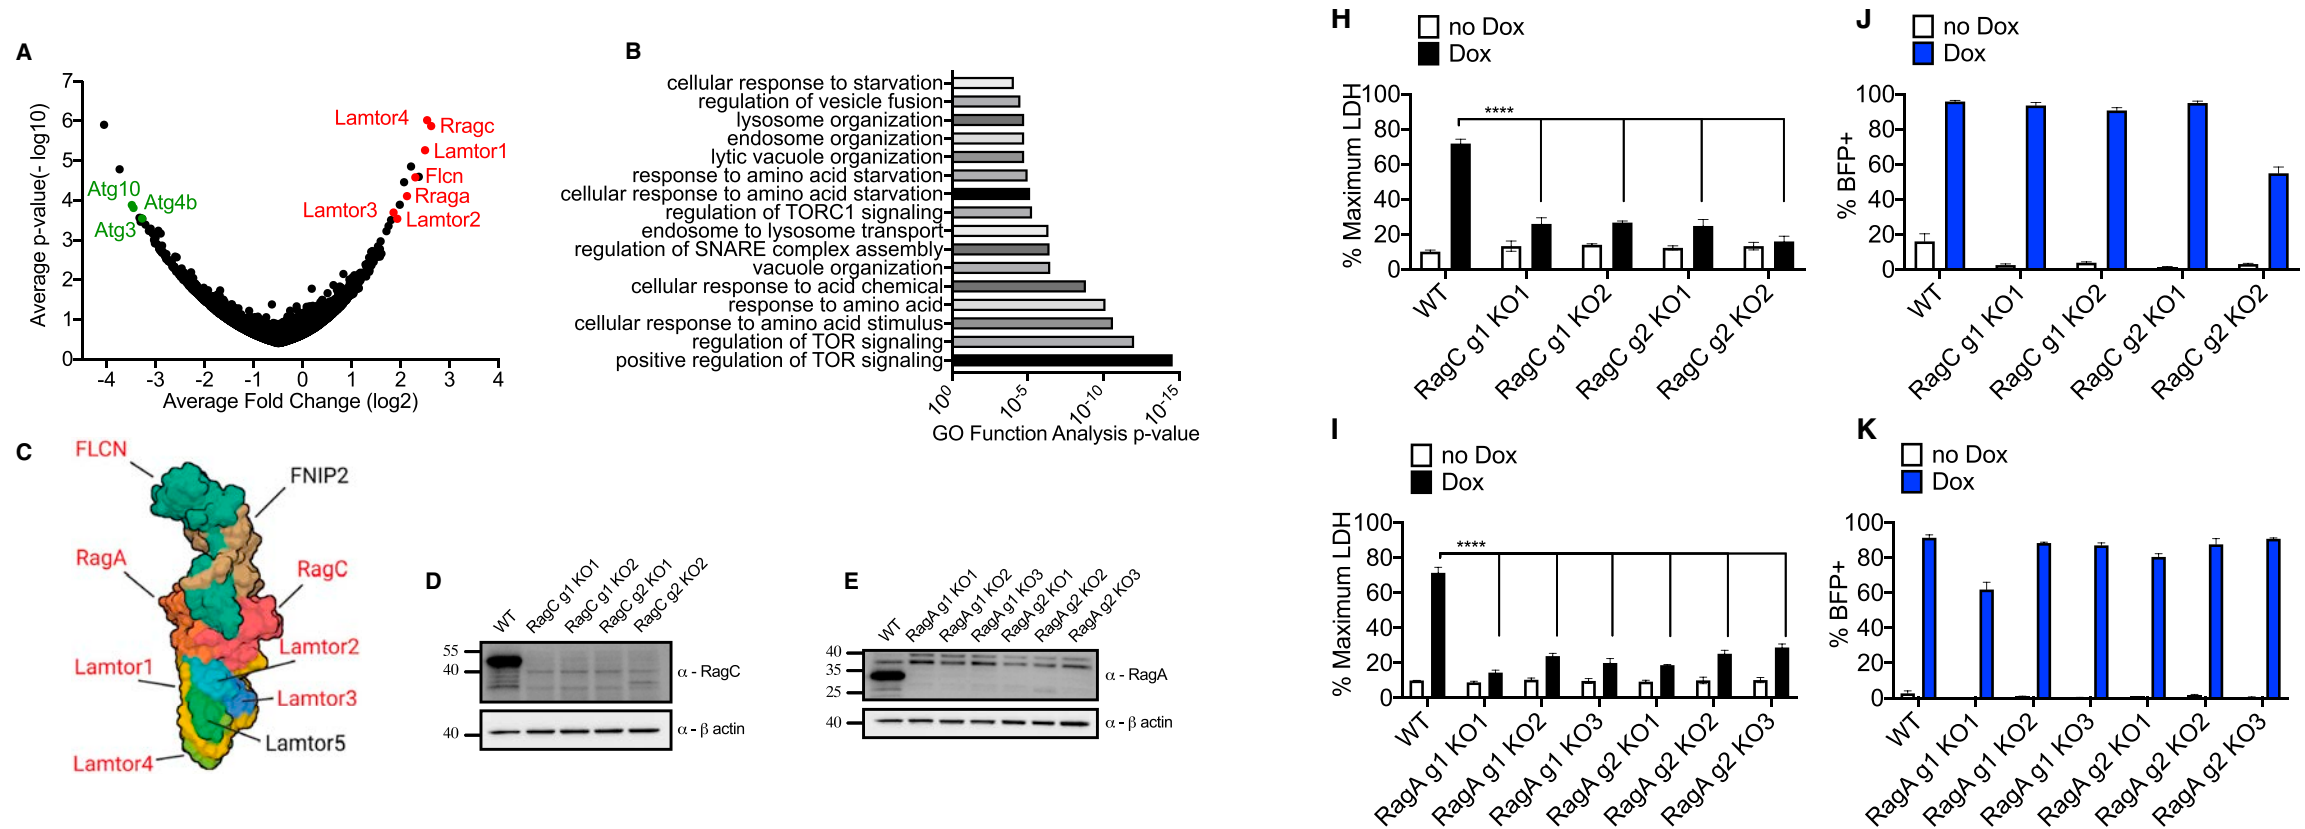 A
7
6
5
4
3
2
1
0
-4
-3
-2
-1
0
1
2
3
4
Average p-value(- log10)
Average Fold Change (log2)
Lamtor4
Rragc
Lamtor1
Flcn
Rraga
Lamtor3
Lamtor2
Atg10
Atg4b
Atg3
B
cellular response to starvation
regulation of vesicle fusion
lysosome organization
endosome organization
lytic vacuole organization
response to amino acid starvation
cellular response to amino acid starvation
regulation of TORC1 signaling
endosome to lysosome transport
regulation of SNARE complex assembly
vacuole organization
cellular response to acid chemical
response to amino acid
cellular response to amino acid stimulus
regulation of TOR signaling
positive regulation of TOR signaling
10⁰
10⁻⁵
10⁻¹⁰
10⁻¹⁵
GO Function Analysis p-value
C
FLCN
FNIP2
RagA
RagC
Lamtor2
Lamtor1
Lamtor3
Lamtor5
Lamtor4
D
WT
RagC g1 KO1
RagC g1 KO2
RagC g2 KO1
RagC g2 KO2
55
40
α - RagC
40
α - β actin
E
WT
RagA g1 KO1
RagA g1 KO2
RagA g1 KO3
RagA g2 KO1
RagA g2 KO2
RagA g2 KO3
40
35
25
α - RagA
40
α - β actin
H
no Dox
Dox
% Maximum LDH
100
80
60
40
20
0
****
WT
RagC g1 KO1
RagC g1 KO2
RagC g2 KO1
RagC g2 KO2
J
no Dox
Dox
% BFP+
100
80
60
40
20
0
WT
RagC g1 KO1
RagC g1 KO2
RagC g2 KO1
RagC g2 KO2
I
no Dox
Dox
% Maximum LDH
100
80
60
40
20
0
****
WT
RagA g1 KO1
RagA g1 KO2
RagA g1 KO3
RagA g2 KO1
RagA g2 KO2
RagA g2 KO3
K
no Dox
Dox
% BFP+
100
80
60
40
20
0
WT
RagA g1 KO1
RagA g1 KO2
RagA g1 KO3
RagA g2 KO1
RagA g2 KO2
RagA g2 KO3